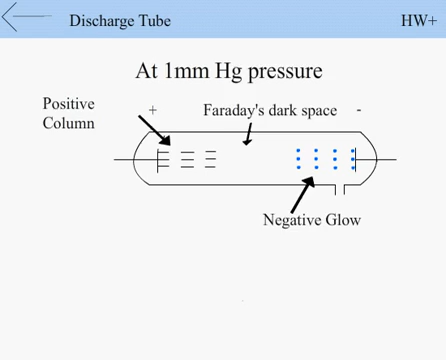 Discharge Tube
HW+
At 1mm Hg pressure
Positive
Column
+
Faraday's dark space
-
Negative Glow